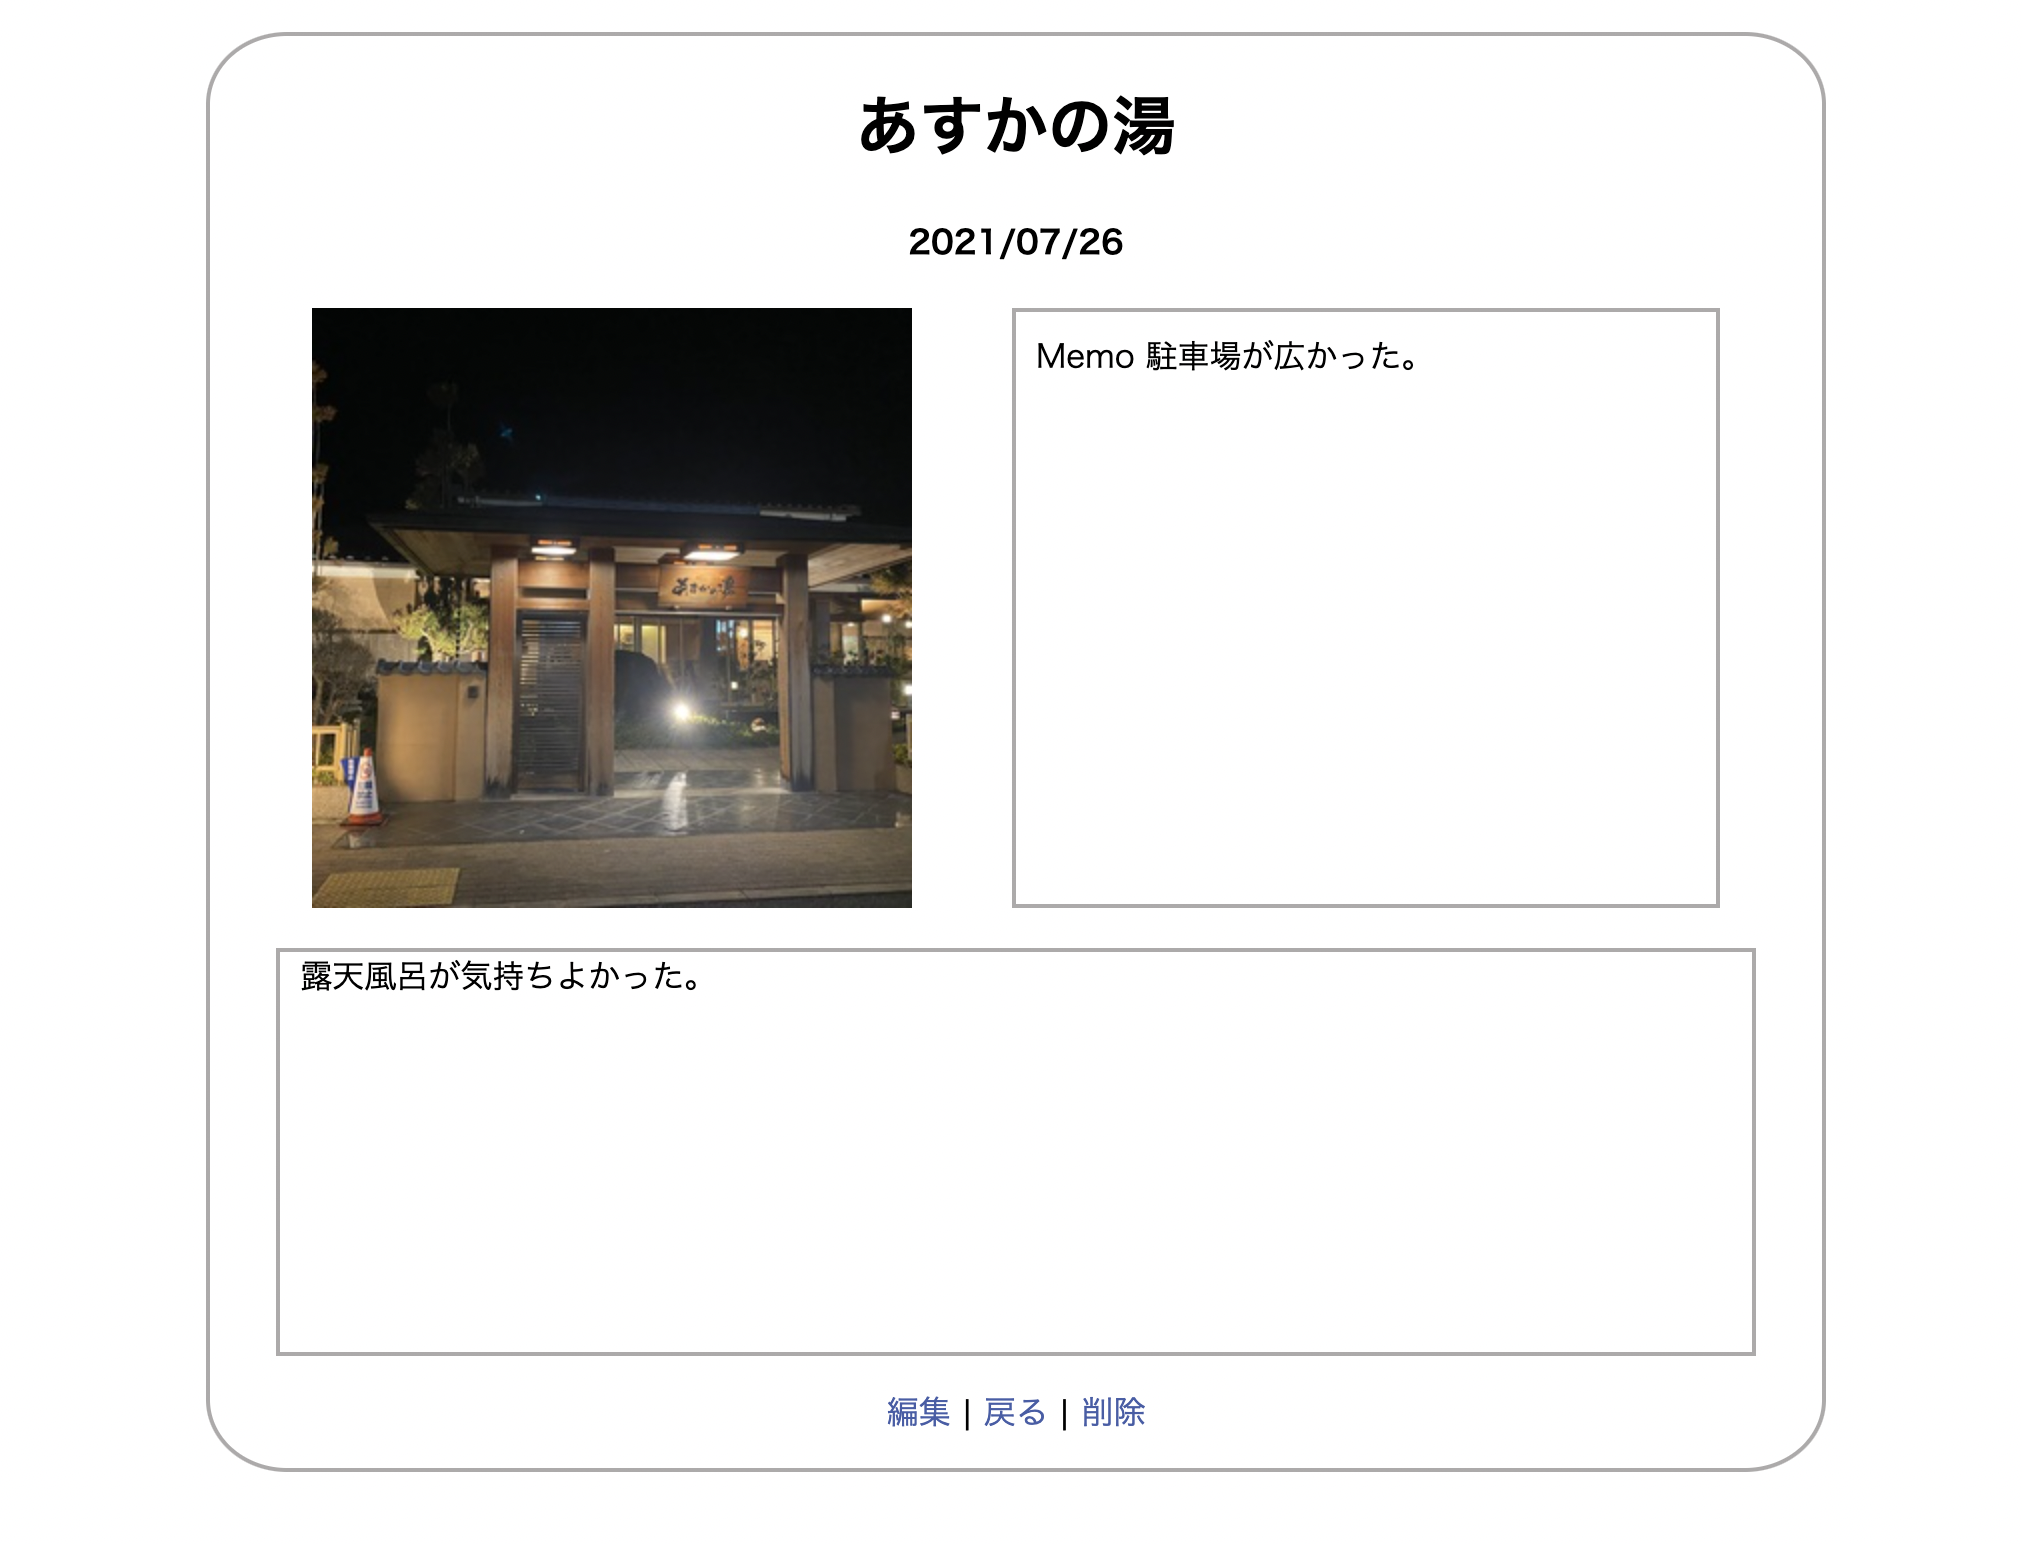 あすかの湯
2021/07/26
あすかの湯
Memo 駐車場が広かった。
露天風呂が気持ちよかった。
編集 | 戻る | 削除